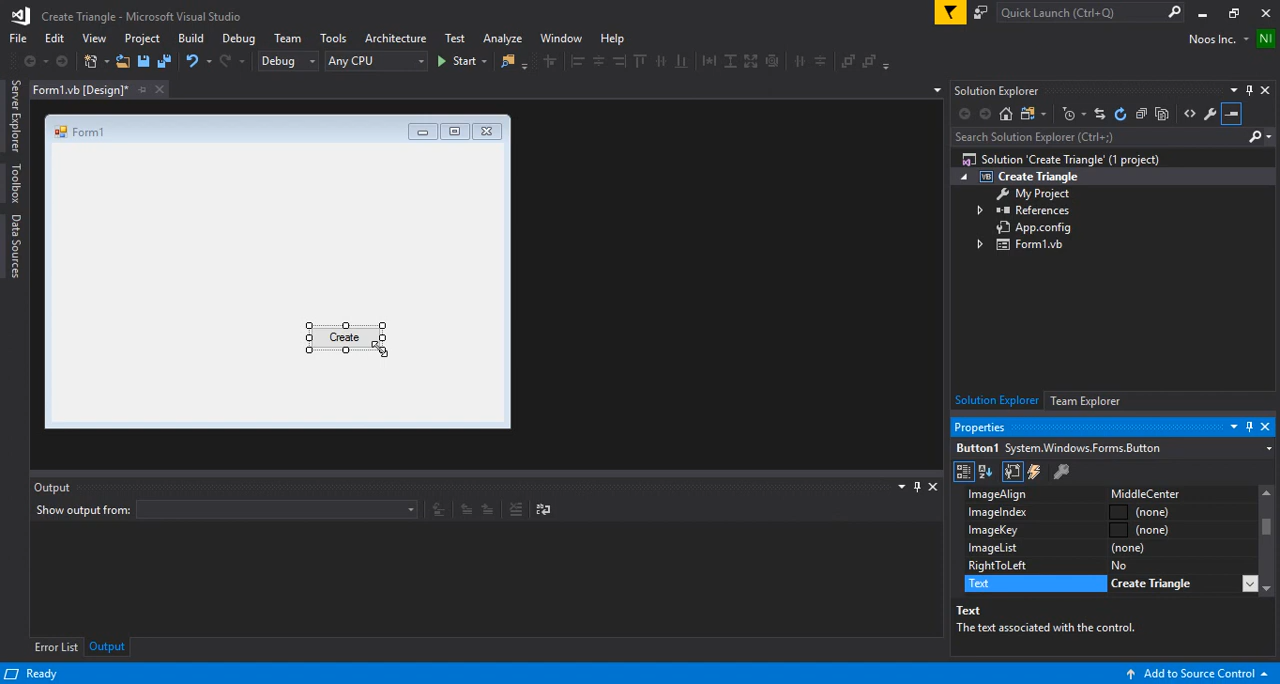 Create Triangle - Microsoft Visual Studio
Quick Launch (Ctrl+Q)
File Edit View Project Build Debug Team Tools Architecture Test Analyze Window Help
Noos Inc. NI
Debug Any CPU Start
Form1.vb [Design]*
Server Explorer
Toolbox
Data Sources
Form1
Create
Solution Explorer
Search Solution Explorer (Ctrl+;)
Solution 'Create Triangle' (1 project)
VB Create Triangle
My Project
References
App.config
Form1.vb
Solution Explorer Team Explorer
Properties
Button1 System.Windows.Forms.Button
ImageAlign MiddleCenter
ImageIndex (none)
ImageKey (none)
ImageList (none)
RightToLeft No
Text Create Triangle
Text
The text associated with the control.
Output
Show output from:
Error List Output
Ready
Add to Source Control